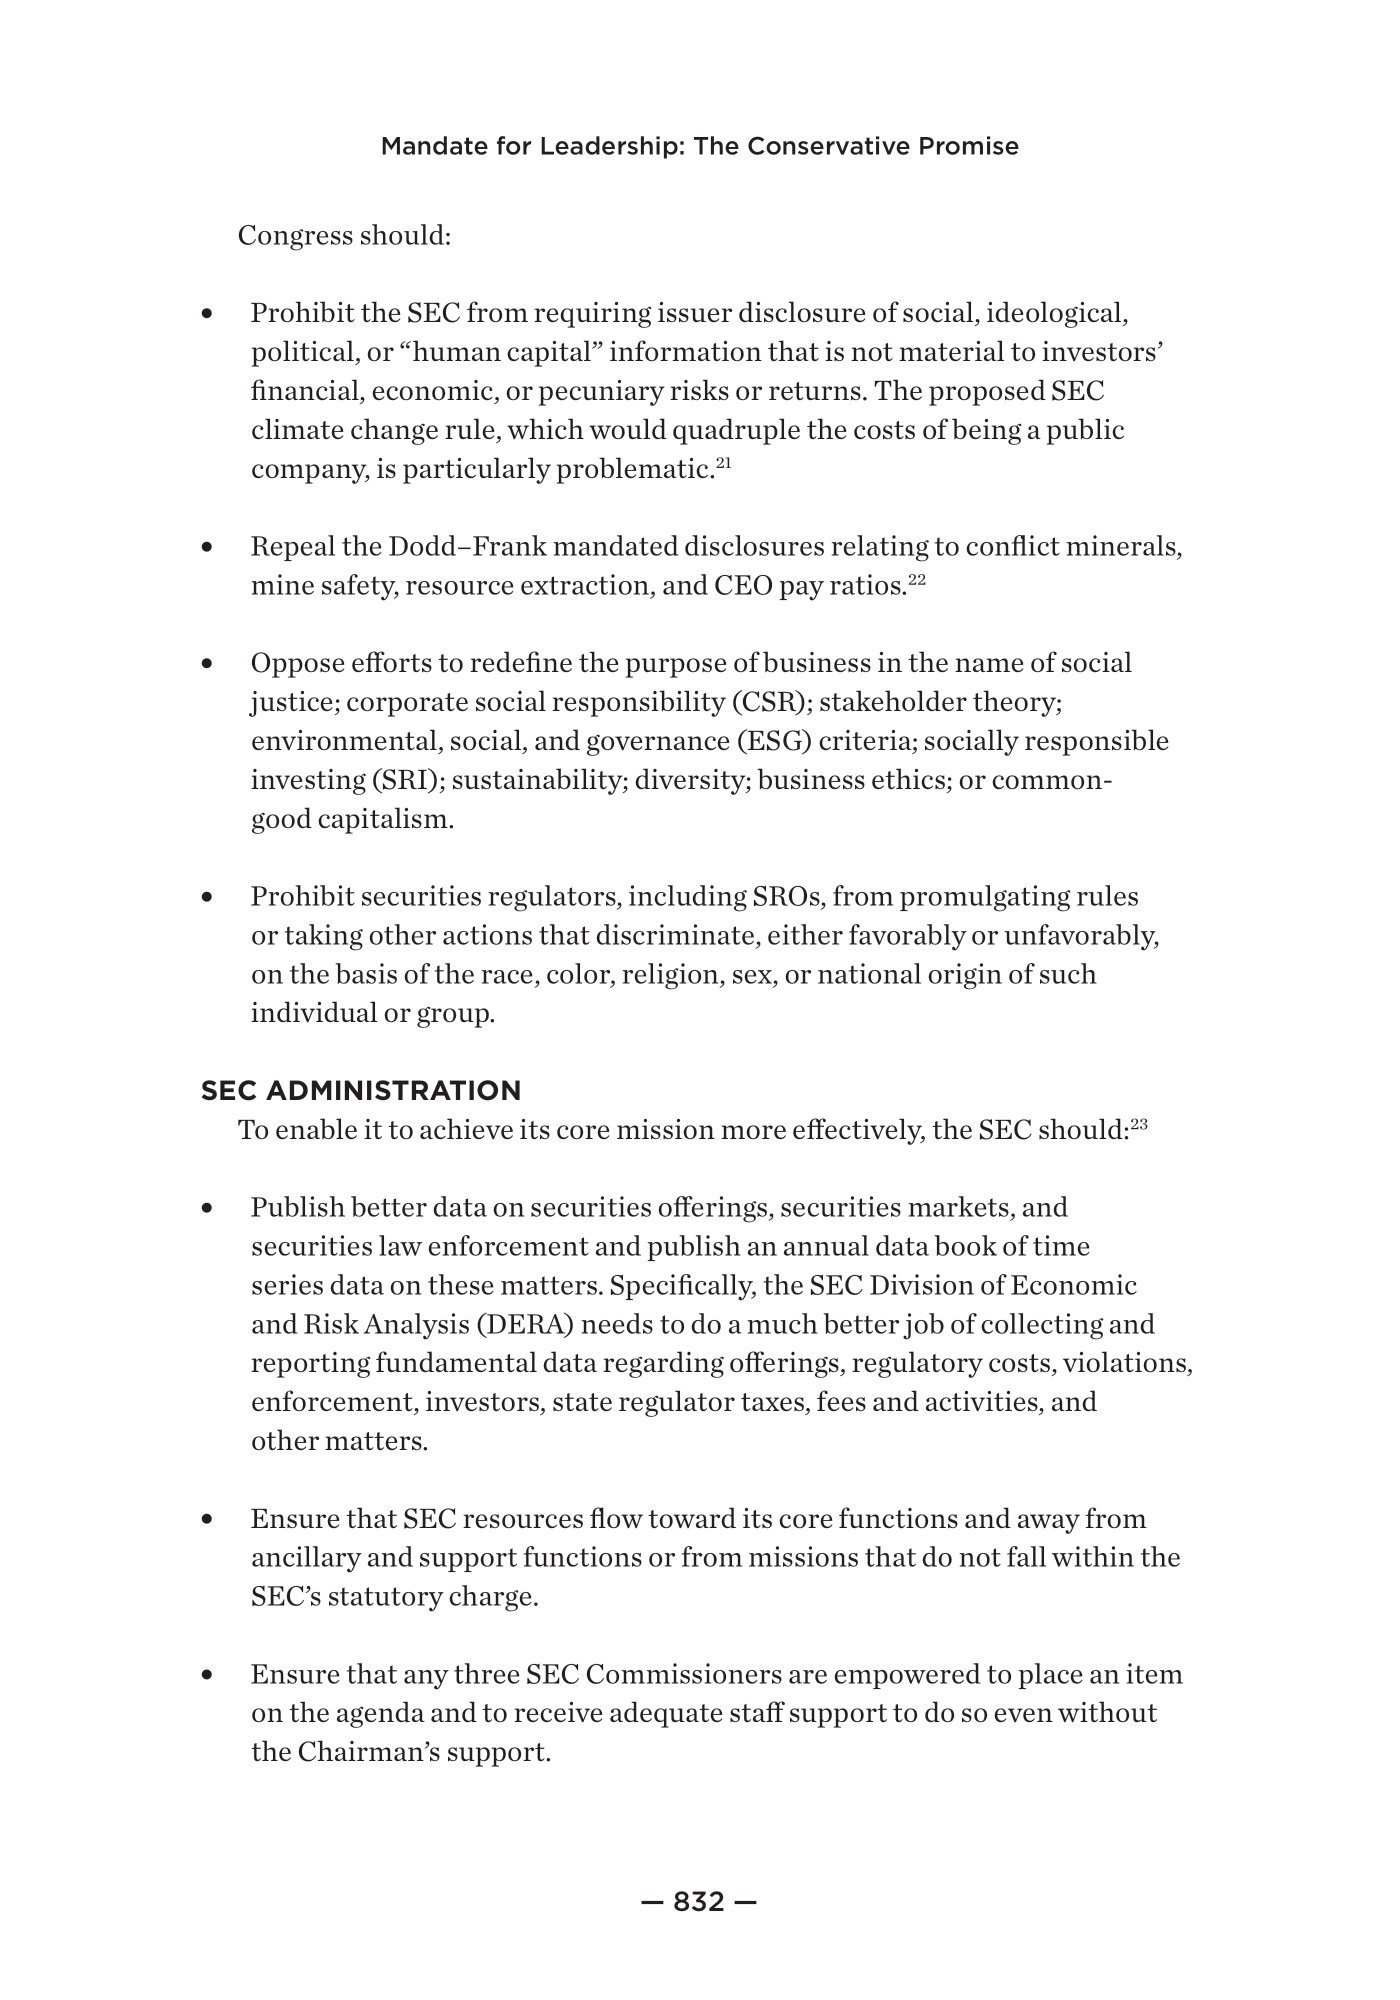 Mandate for Leadership: The Conservative Promise
Congress should:
• Prohibit the SEC from requiring issuer disclosure of social, ideological,
political, or “human capital” information that is not material to investors’
financial, economic, or pecuniary risks or returns. The proposed SEC
climate change rule, which would quadruple the costs of being a public
company, is particularly problematic.21
• Repeal the Dodd–Frank mandated disclosures relating to conflict minerals,
mine safety, resource extraction, and CEO pay ratios.22
• Oppose efforts to redefine the purpose of business in the name of social
justice; corporate social responsibility (CSR); stakeholder theory;
environmental, social, and governance (ESG) criteria; socially responsible
investing (SRI); sustainability; diversity; business ethics; or common-
good capitalism.
• Prohibit securities regulators, including SROs, from promulgating rules
or taking other actions that discriminate, either favorably or unfavorably,
on the basis of the race, color, religion, sex, or national origin of such
individual or group.
SEC ADMINISTRATION
To enable it to achieve its core mission more effectively, the SEC should:23
• Publish better data on securities offerings, securities markets, and
securities law enforcement and publish an annual data book of time
series data on these matters. Specifically, the SEC Division of Economic
and Risk Analysis (DERA) needs to do a much better job of collecting and
reporting fundamental data regarding offerings, regulatory costs, violations,
enforcement, investors, state regulator taxes, fees and activities, and
other matters.
• Ensure that SEC resources flow toward its core functions and away from
ancillary and support functions or from missions that do not fall within the
SEC’s statutory charge.
• Ensure that any three SEC Commissioners are empowered to place an item
on the agenda and to receive adequate staff support to do so even without
the Chairman’s support.
— 832 —